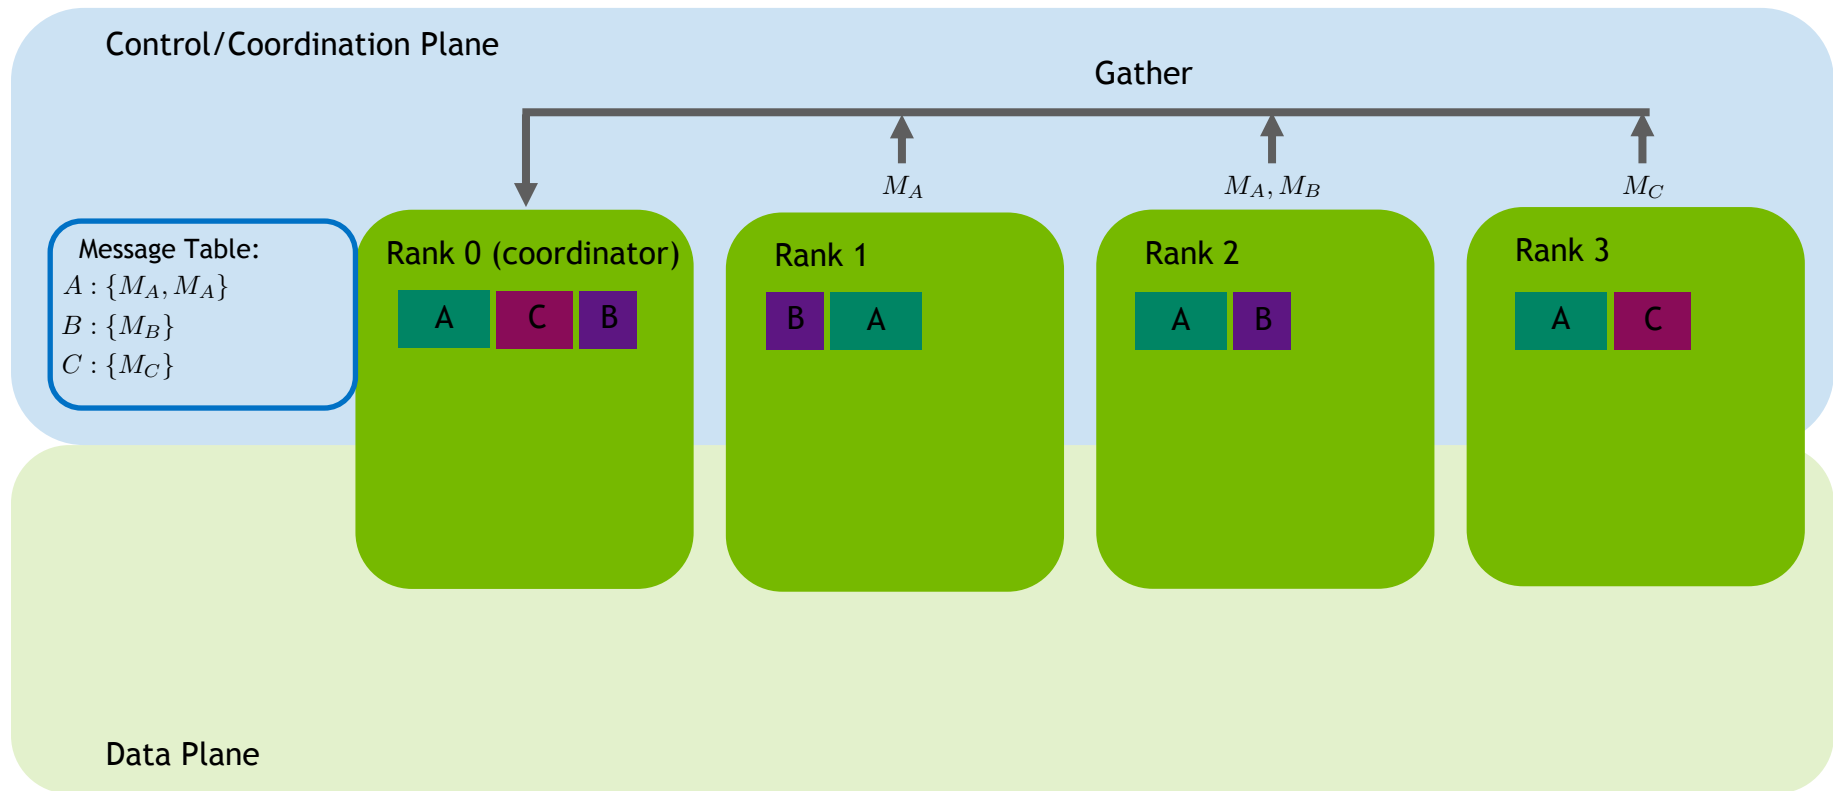 Control/Coordination Plane
Gather
M_A
M_A, M_B
M_C
Message Table:
A : {M_A, M_A}
B : {M_B}
C : {M_C}
Rank 0 (coordinator)
A C B
Rank 1
B A
Rank 2
A B
Rank 3
A C
Data Plane